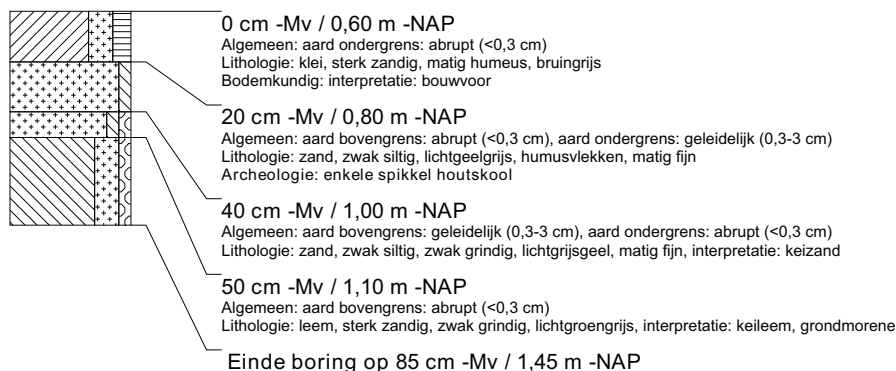 0 cm -Mv / 0,60 m -NAP
Algemeen: aard ondergrens: abrupt (<0,3 cm)
Lithologie: klei, sterk zandig, matig humeus, bruingrijs
Bodemkundig: interpretatie: bouwvoor
20 cm -Mv / 0,80 m -NAP
Algemeen: aard bovengrens: abrupt (<0,3 cm), aard ondergrens: geleidelijk (0,3-3 cm)
Lithologie: zand, zwak siltig, lichtgeelgrijs, humusvlekken, matig fijn
Archeologie: enkele spikkel houtskool
40 cm -Mv / 1,00 m -NAP
Algemeen: aard bovengrens: geleidelijk (0,3-3 cm), aard ondergrens: abrupt (<0,3 cm)
Lithologie: zand, zwak siltig, zwak grindig, lichtgrijsgeel, matig fijn, interpretatie: keizand
50 cm -Mv / 1,10 m -NAP
Algemeen: aard bovengrens: abrupt (<0,3 cm)
Lithologie: leem, sterk zandig, zwak grindig, lichtgroengrijs, interpretatie: keileem, grondmorene
Einde boring op 85 cm -Mv / 1,45 m -NAP